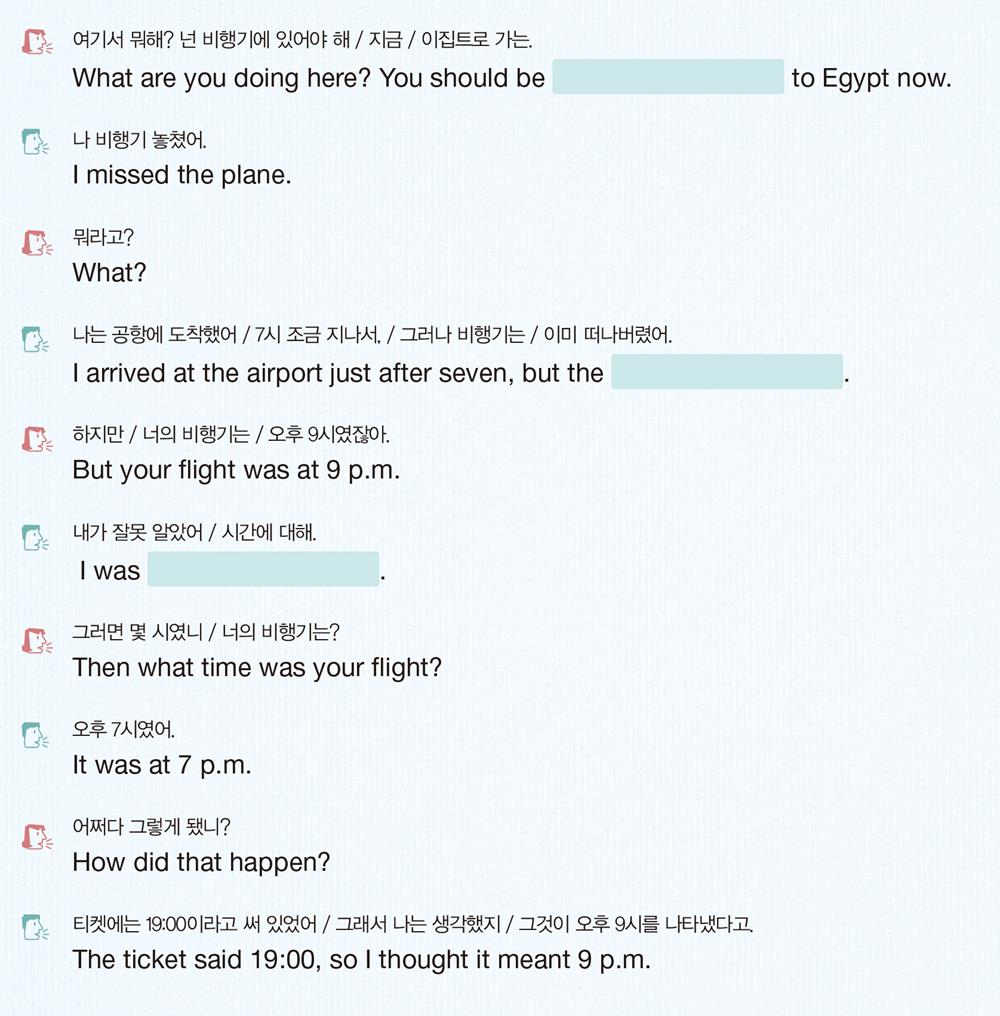 여기서 뭐해? 넌 비행기에 있어야 해 / 지금 / 이집트로 가는.
What are you doing here? You should be to Egypt now.
나 비행기 놓쳤어.
I missed the plane.
뭐라고?
What?
나는 공항에 도착했어 / 7시 조금 지나서, / 그러나 비행기는 / 이미 떠나버렸어.
I arrived at the airport just after seven, but the .
하지만 / 너의 비행기는 / 오후 9시였잖아.
But your flight was at 9 p.m.
내가 잘못 알았어 / 시간에 대해.
I was .
그러면 몇 시였니 / 너의 비행기는?
Then what time was your flight?
오후 7시였어.
It was at 7 p.m.
어쩌다 그렇게 됐니?
How did that happen?
티켓에는 19:00이라고 써 있었어 / 그래서 나는 생각했지 / 그것이 오후 9시를 나타냈다고.
The ticket said 19:00, so I thought it meant 9 p.m.